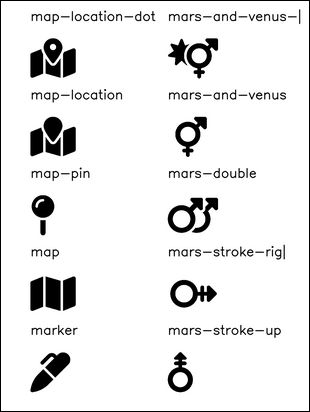 map-location-dot
mars-and-venus-|
map-location
mars-and-venus
map-pin
mars-double
map
mars-stroke-rig|
marker
mars-stroke-up